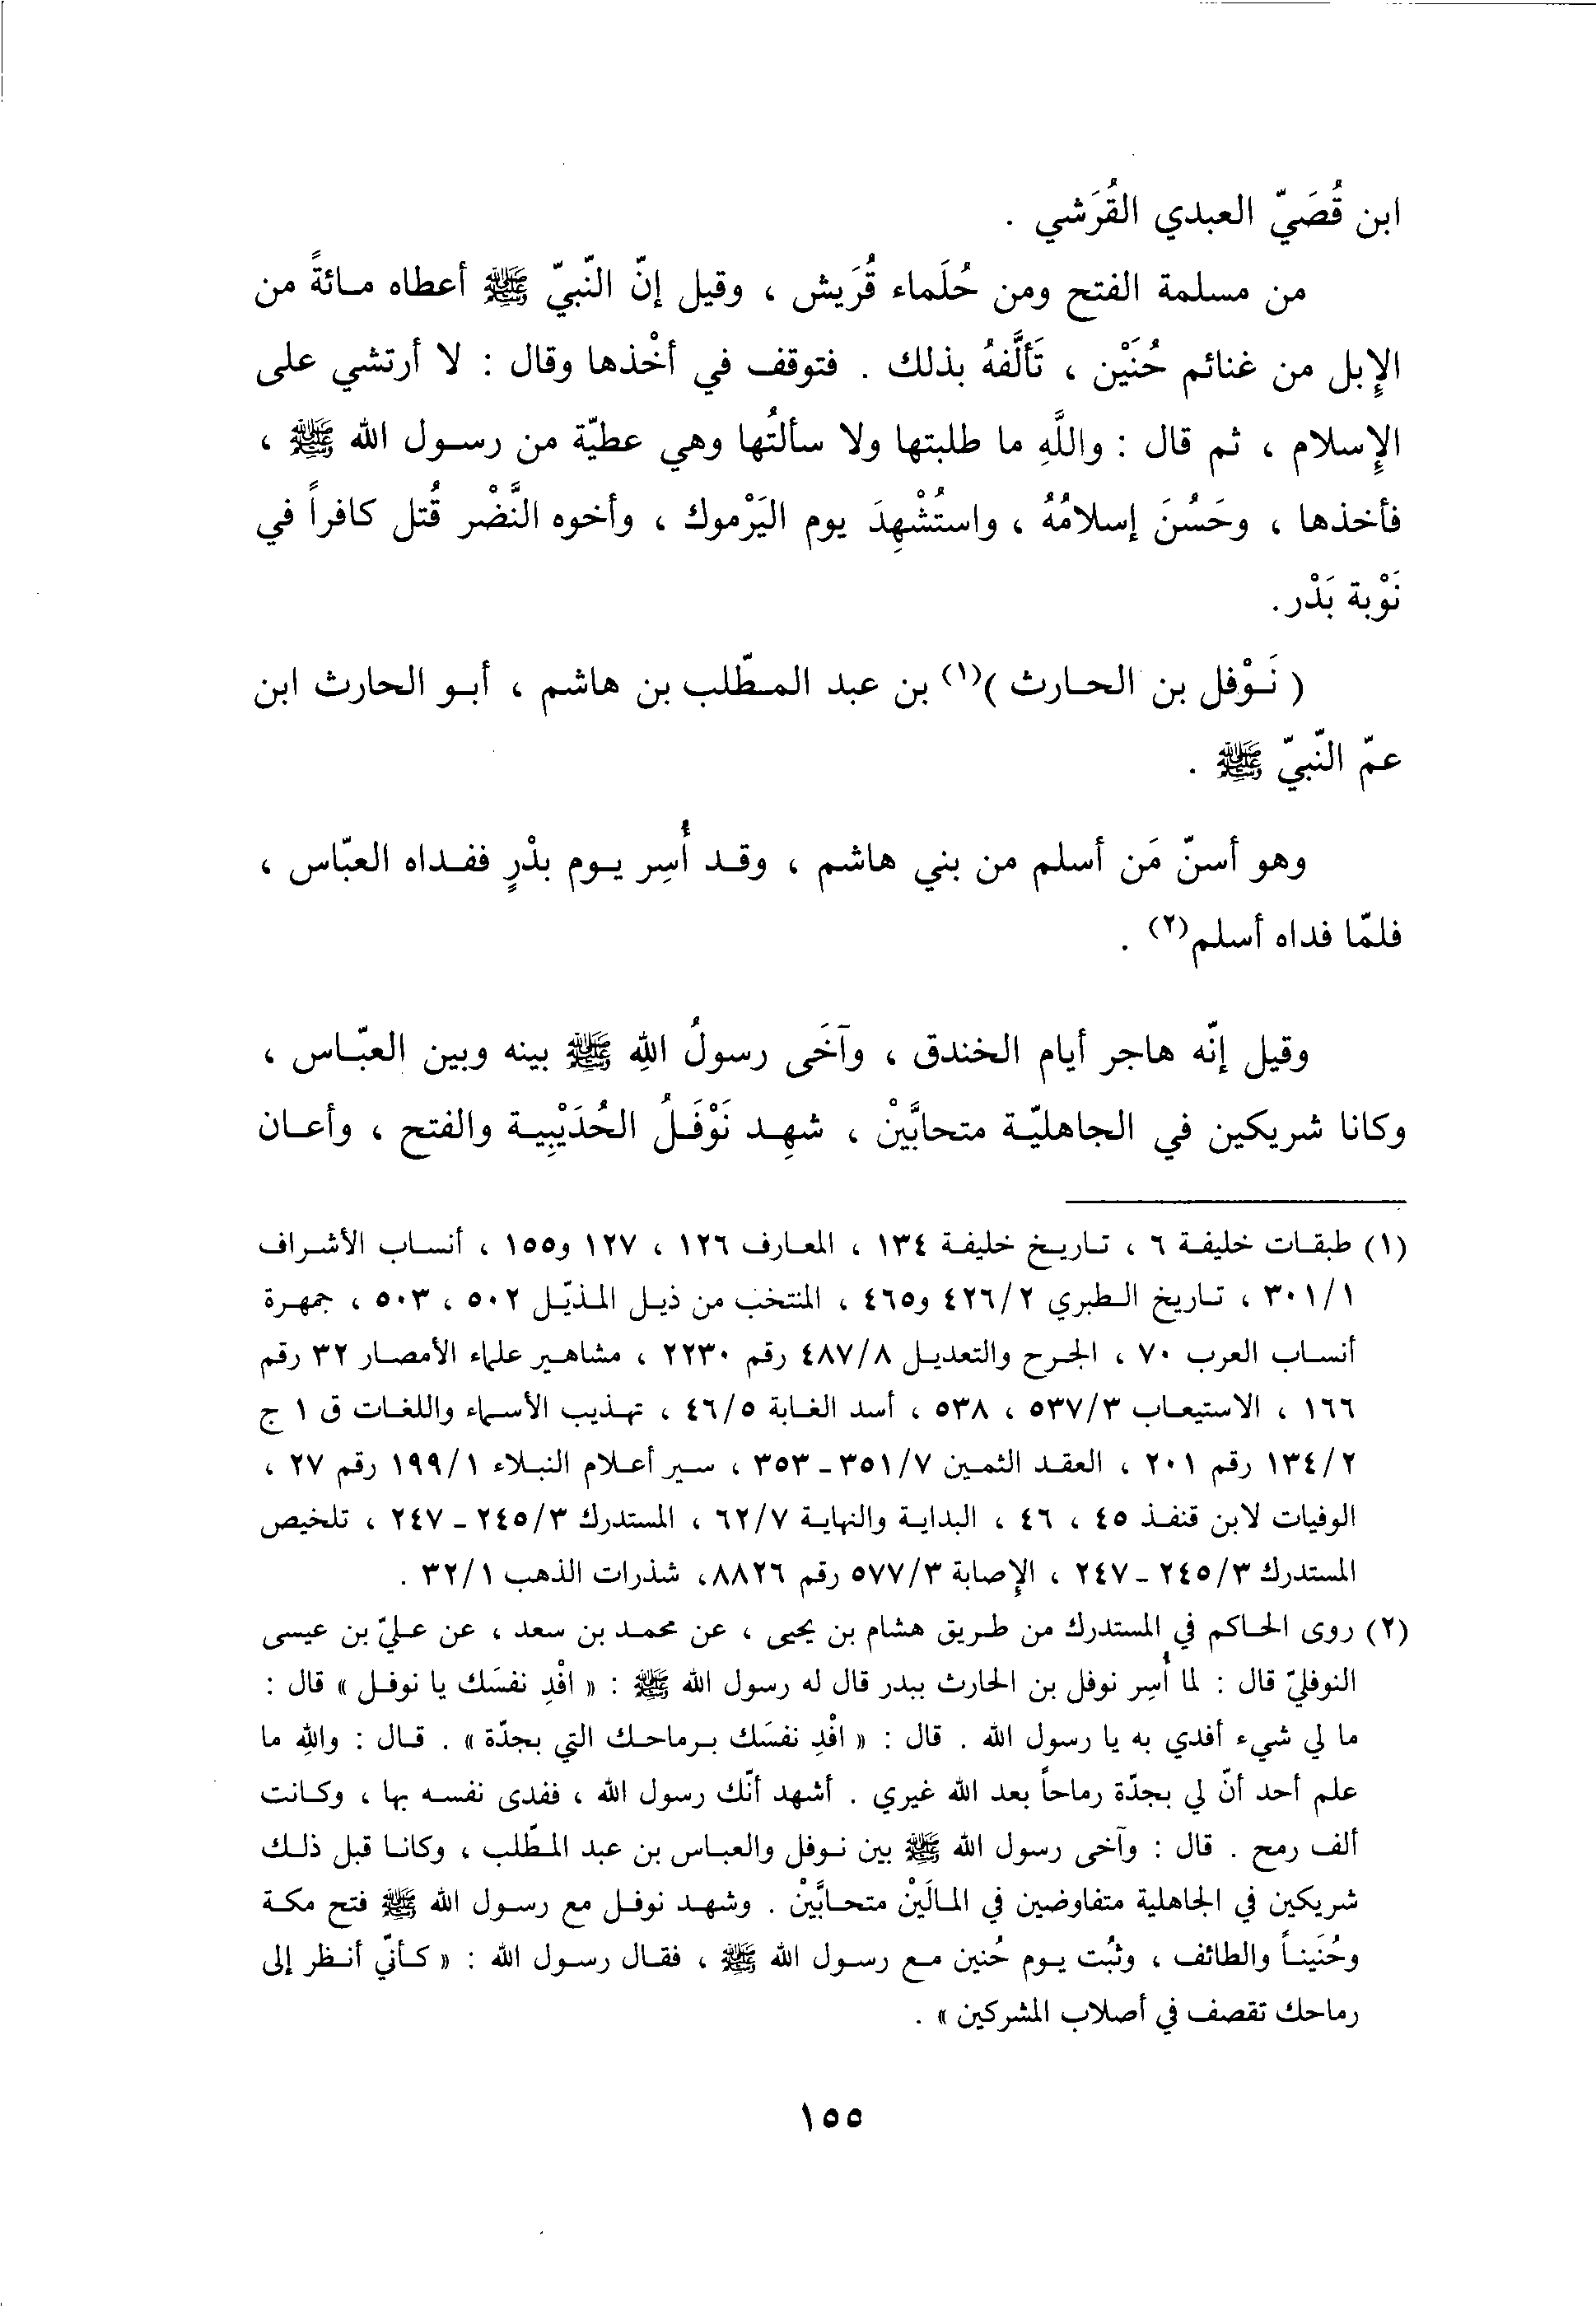 ابن قُصَيّ العبدي القُرَشي .
من مسلمة الفتح ومن حُلَماء قُرَيش ، وقيل إنّ النّبيّ ﷺ أعطاه مائةً من
الإبل من غنائم حُنَيْن ، تَألَّفهُ بذلك . فتوقف في أخْذها وقال : لا أرتشي على
الإسلام ، ثم قال : واللَّهِ ما طلبتها ولا سألتُها وهي عطيّة من رسول الله ﷺ ،
فأخذها ، وحَسُنَ إسلامُهُ ، واستُشْهِدَ يوم اليَرْموك ، وأخوه النَّضْر قُتل كافراً في
نَوْبة بَدْر.
( نَوْفل بن الحارث )(١) بن عبد المطّلب بن هاشم ، أبو الحارث ابن
عمّ النّبيّ ﷺ .
وهو أسنّ مَن أسلم من بني هاشم ، وقد أُسِر يوم بدْرٍ ففداه العبّاس ،
فلمّا فداه أسلم(٢) .
وقيل إنّه هاجر أيام الخندق ، وآخَى رسولُ اللهِ ﷺ بينه وبين العبّاس ،
وكانا شريكين في الجاهليّة متحابَّيْن ، شهِد نَوْفَلُ الحُدَيْبِية والفتح ، وأعان
(١) طبقات خليفة ٦ ، تاريخ خليفة ١٣٤ ، المعارف ١٢٦ ، ١٢٧ و١٥٥ ، أنساب الأشراف
٣٠١/١ ، تاريخ الطبري ٤٢٦/٢ و٤٦٥ ، المنتخب من ذيل المذيّل ٥٠٢ ، ٥٠٣ ، جمهرة
أنساب العرب ٧٠ ، الجرح والتعديل ٤٨٧/٨ رقم ٢٢٣٠ ، مشاهير علماء الأمصار ٣٢ رقم
١٦٦ ، الاستيعاب ٥٣٧/٣ ، ٥٣٨ ، أسد الغابة ٤٦/٥ ، تهذيب الأسماء واللغات ق ١ ج
١٣٤/٢ رقم ٢٠١ ، العقد الثمين ٣٥١/٧ - ٣٥٣ ، سير أعلام النبلاء ١٩٩/١ رقم ٢٧ ،
الوفيات لابن قنفذ ٤٥ ، ٤٦ ، البداية والنهاية ٦٢/٧ ، المستدرك ٢٤٥/٣ - ٢٤٧ ، تلخيص
المستدرك ٢٤٥/٣ - ٢٤٧ ، الإصابة ٥٧٧/٣ رقم ٨٨٢٦، شذرات الذهب ٣٢/١ .
(٢) روى الحاكم في المستدرك من طريق هشام بن يحيى ، عن محمد بن سعد ، عن عليّ بن عيسى
النوفليّ قال : لما أُسِر نوفل بن الحارث ببدر قال له رسول الله ﷺ : « افْدِ نفسَك يا نوفل » قال :
ما لي شيء أفدي به يا رسول الله . قال : « افْدِ نفسَك برماحك التي بجدّة » . قال : واللهِ ما
علم أحد أنّ لي بجدّة رماحاً بعد الله غيري . أشهد أنّك رسول الله ، ففدى نفسه بها ، وكانت
ألف رمح . قال : وآخى رسول الله ﷺ بين نوفل والعباس بن عبد المطّلب ، وكانا قبل ذلك
شريكين في الجاهلية متفاوضين في المالَيْن متحابَّيْن . وشهد نوفل مع رسول الله ﷺ فتح مكة
وحُنَيناً والطائف ، وثبُت يوم حُنين مع رسول الله ﷺ ، فقال رسول الله : « كأنّي أنظر إلى
رماحك تقصف في أصلاب المشركين » .
١٥٥